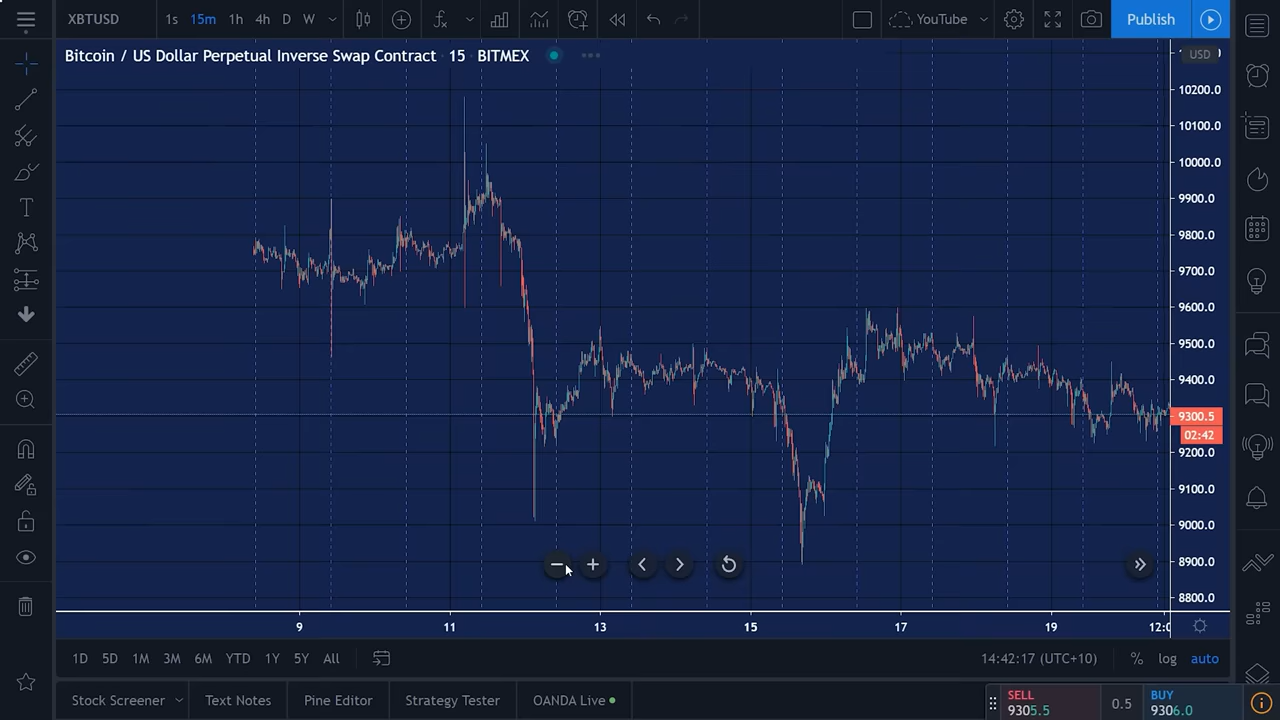 XBTUSD 1s 15m 1h 4h D W YouTube Publish
Bitcoin / US Dollar Perpetual Inverse Swap Contract · 15 · BITMEX
USD
10200.0
10100.0
10000.0
9900.0
9800.0
9700.0
9600.0
9500.0
9400.0
9300.5
02:42
9200.0
9100.0
9000.0
8900.0
8800.0
9 11 13 15 17 19
1D 5D 1M 3M 6M YTD 1Y 5Y All 14:42:17 (UTC+10) % log auto
Stock Screener Text Notes Pine Editor Strategy Tester OANDA Live
SELL
9305.5
0.5
BUY
9306.0